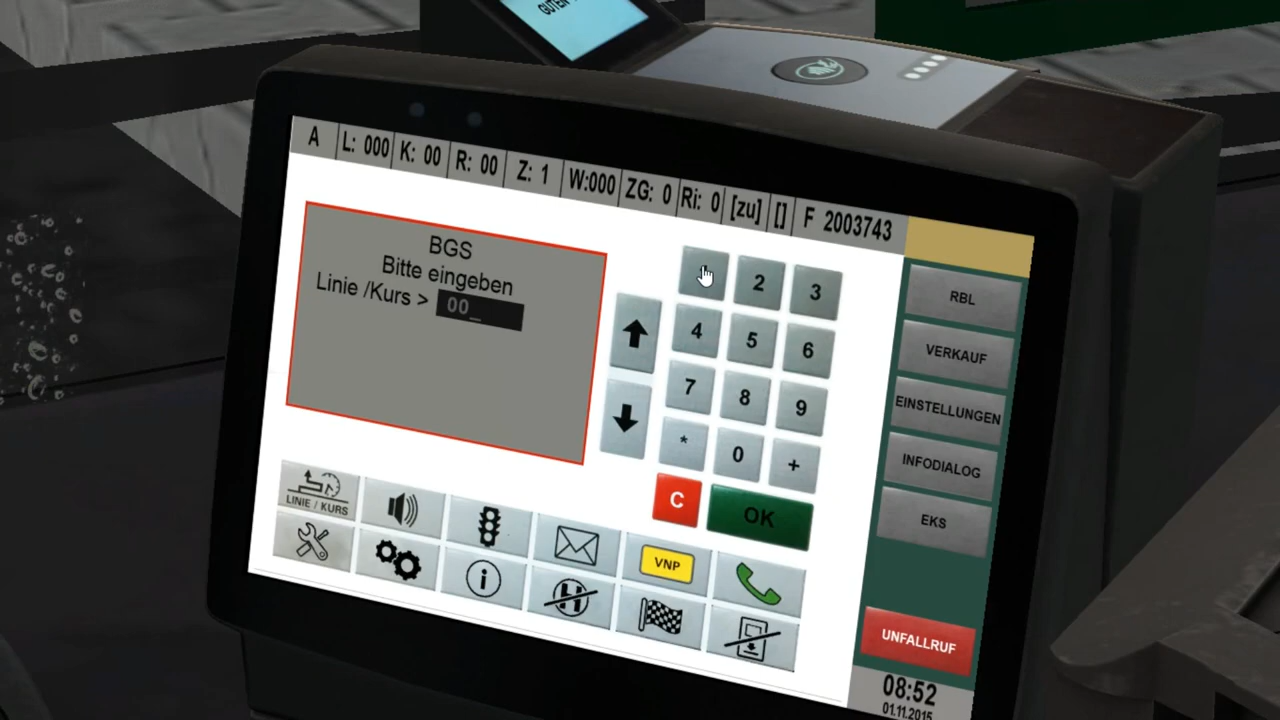 GUTEN
A L: 000 K: 00 R: 00 Z: 1 W:000 ZG: 0 Ri: 0 [zu] [] F 2003743
BGS
Bitte eingeben
Linie /Kurs > 00_
2 3
4 5 6
7 8 9
* 0 +
C OK
LINIE / KURS
VNP
i
H
RBL
VERKAUF
EINSTELLUNGEN
INFODIALOG
EKS
UNFALLRUF
08:52
01.11.2015